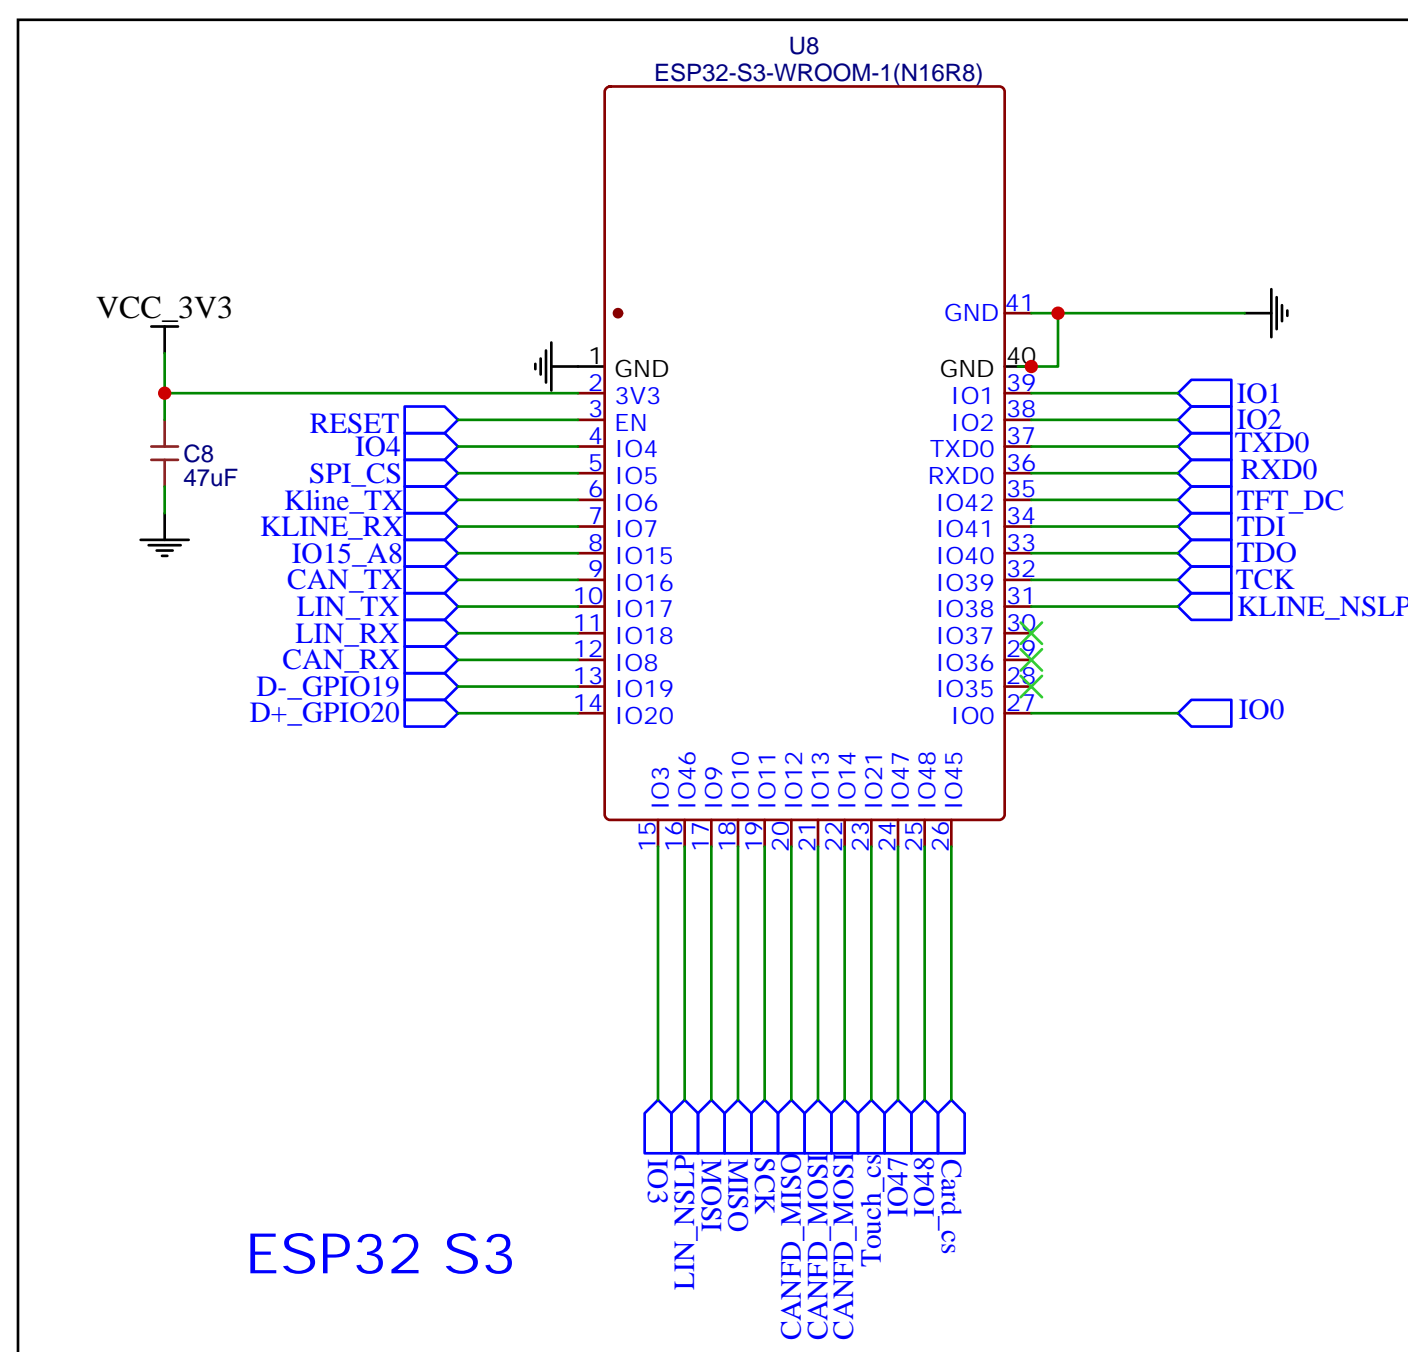 U8
ESP32-S3-WROOM-1(N16R8)
VCC_3V3
C8
47uF
1 GND
2 3V3
RESET 3 EN
IO4 4 IO4
SPI_CS 5 IO5
Kline_TX 6 IO6
KLINE_RX 7 IO7
IO15_A8 8 IO15
CAN_TX 9 IO16
LIN_TX 10 IO17
LIN_RX 11 IO18
CAN_RX 12 IO8
D-_GPIO19 13 IO19
D+_GPIO20 14 IO20
GND 41
GND 40
IO1 39 IO1
IO2 38 IO2
TXD0 37 TXD0
RXD0 36 RXD0
IO42 35 TFT_DC
IO41 34 TDI
IO40 33 TDO
IO39 32 TCK
IO38 31 KLINE_NSLP
IO37 30
IO36 29
IO35 28
IO0 27 IO0
IO3 15 IO3
IO46 16 LIN_NSLP
IO9 17 MOSI
IO10 18 MISO
IO11 19 SCK
IO12 20 CANFD_MISO
IO13 21 CANFD_MOSI
IO14 22 CANFD_MOSI
IO21 23 Touch_cs
IO47 24 IO47
IO48 25 IO48
IO45 26 Card_cs
ESP32 S3